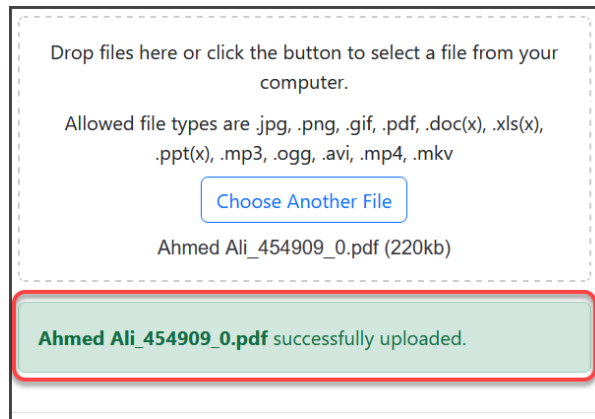 Drop files here or click the button to select a file from your
computer.
Allowed file types are .jpg, .png, .gif, .pdf, .doc(x), .xls(x),
.ppt(x), .mp3, .ogg, .avi, .mp4, .mkv
Choose Another File
Ahmed Ali_454909_0.pdf (220kb)
Ahmed Ali_454909_0.pdf successfully uploaded.